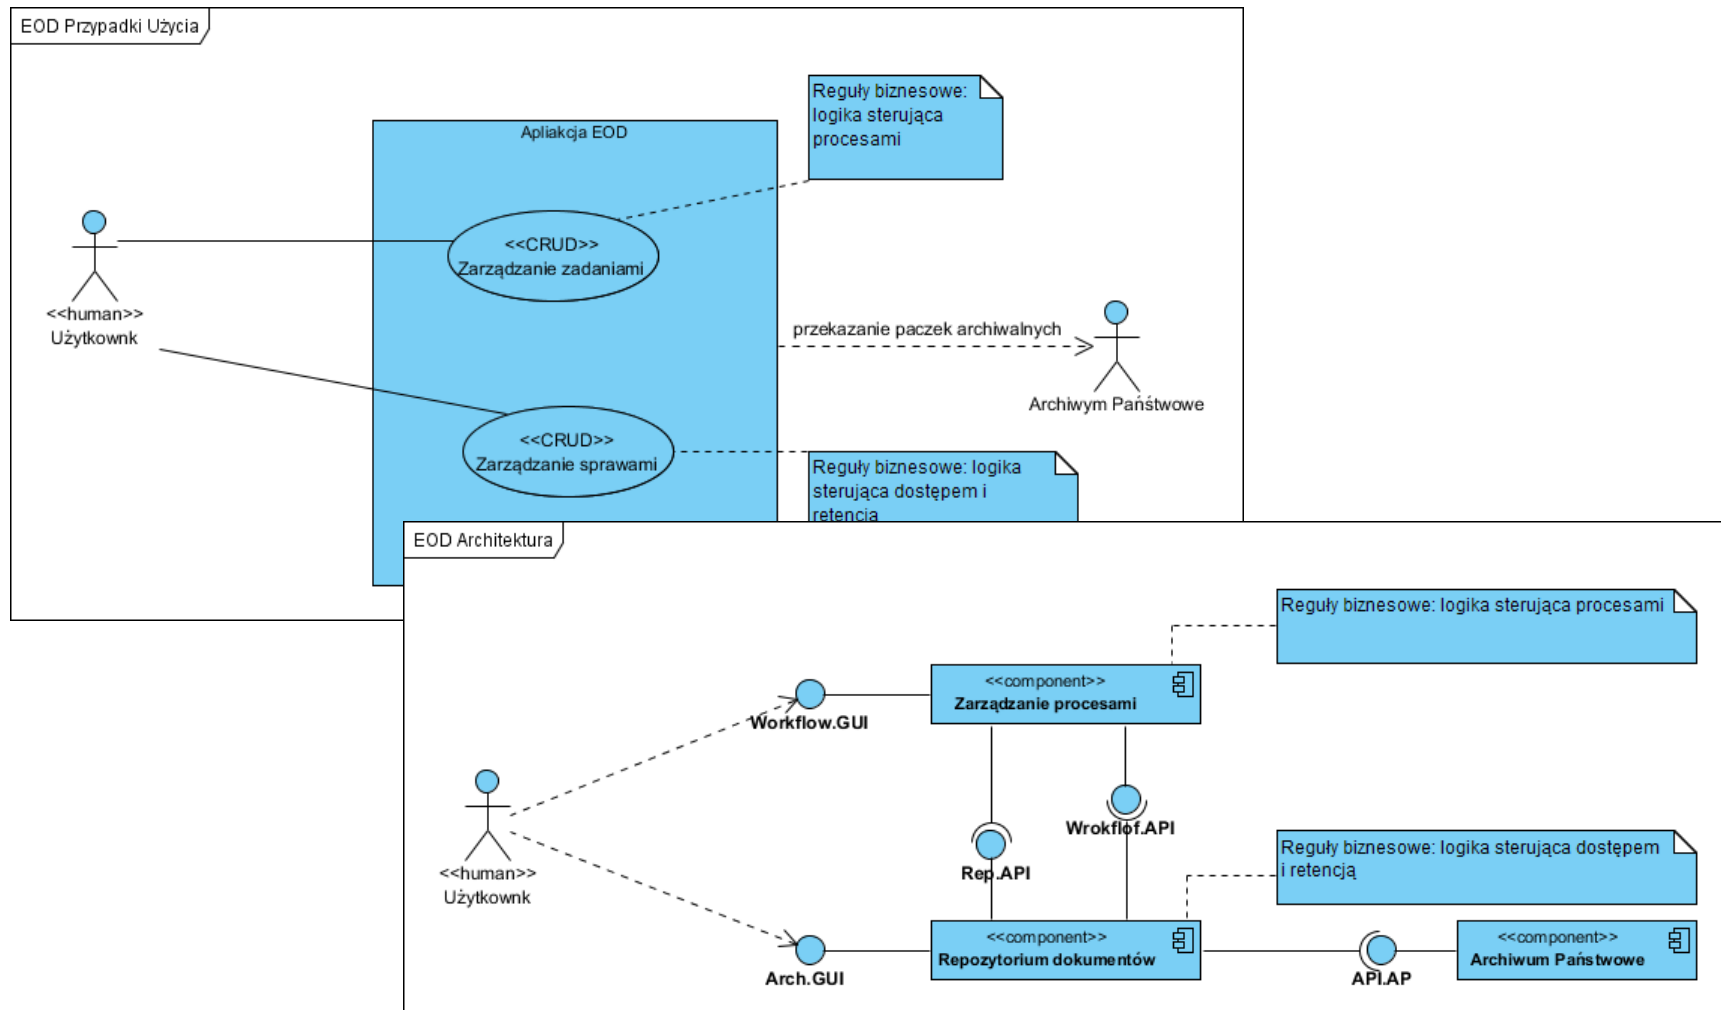 EOD Przypadki Użycia
Reguły biznesowe:
logika sterująca
procesami
Apliakcja EOD
<<CRUD>>
Zarządzanie zadaniami
<<human>>
Użytkownk
przekazanie paczek archiwalnych
Archiwym Pańśtwowe
<<CRUD>>
Zarządzanie sprawami
Reguły biznesowe: logika
sterująca dostępem i
retencją
EOD Architektura
Reguły biznesowe: logika sterująca procesami
<<component>>
Zarządzanie procesami
Workflow.GUI
<<human>>
Użytkownk
Wrokflof.API
Rep.API
Reguły biznesowe: logika sterująca dostępem
i retencją
<<component>>
Repozytorium dokumentów
Arch.GUI
API.AP
<<component>>
Archiwum Państwowe